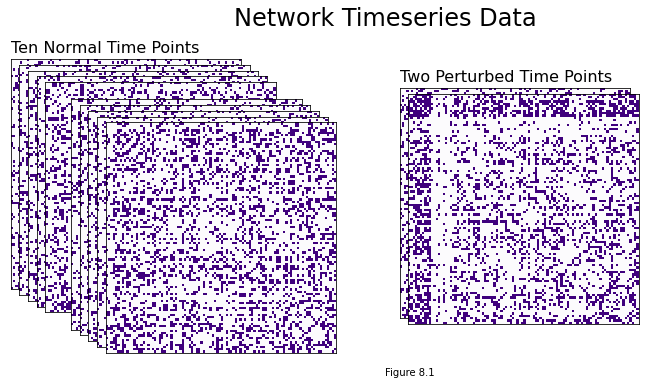 Network Timeseries Data
Ten Normal Time Points
Two Perturbed Time Points
Figure 8.1